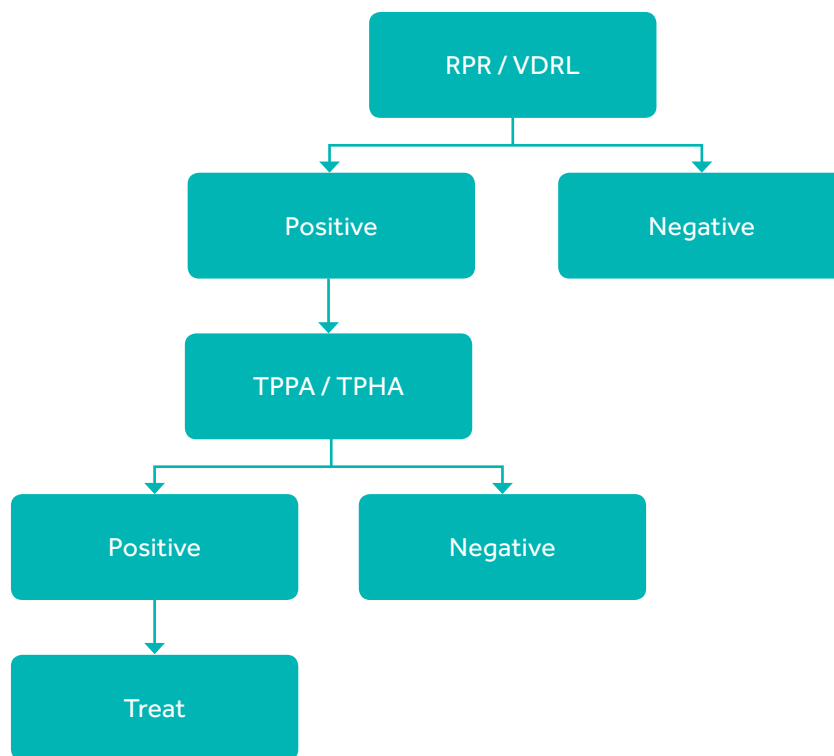 RPR / VDRL
Positive
Negative
TPPA / TPHA
Positive
Negative
Treat